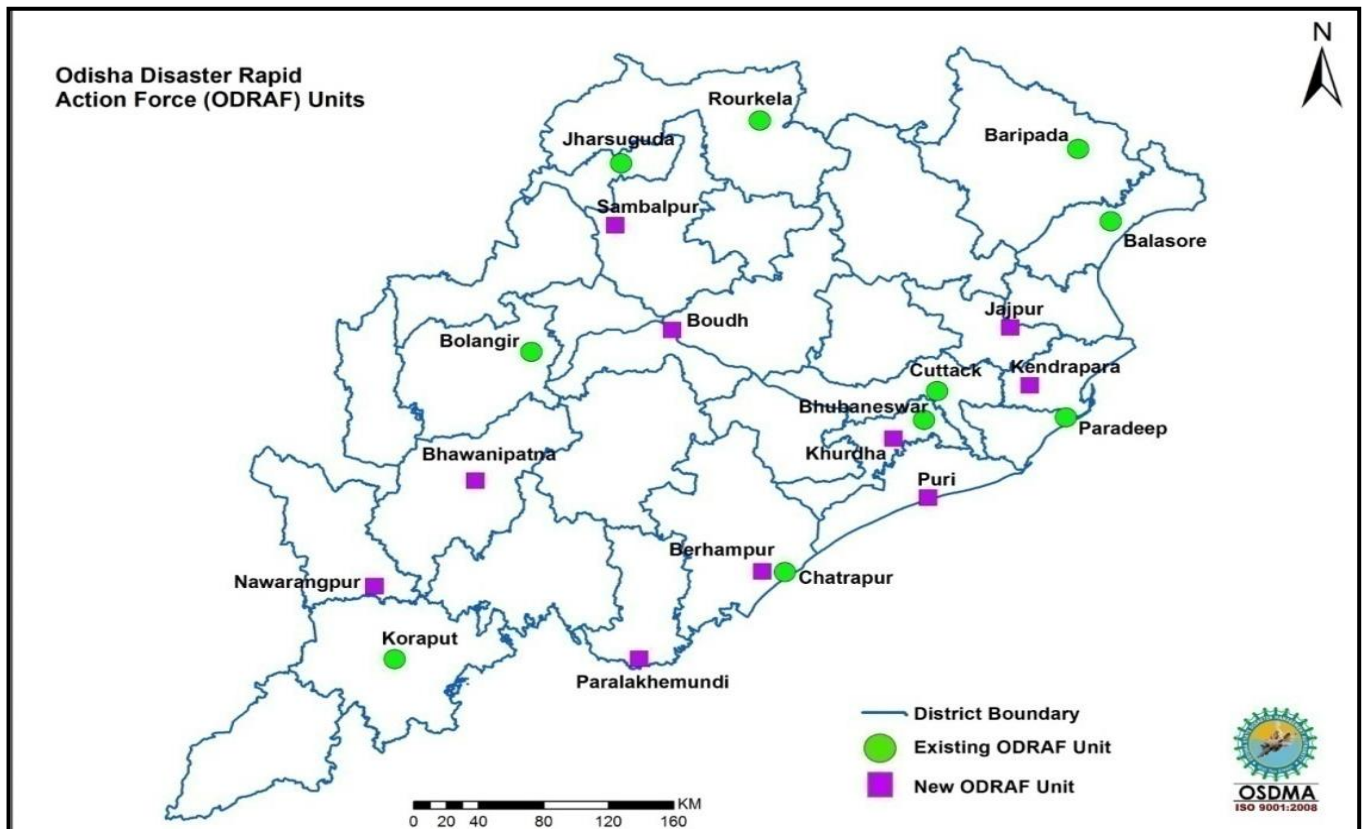 N
Odisha Disaster Rapid
Action Force (ODRAF) Units
Rourkela
Baripada
Jharsuguda
Sambalpur
Balasore
Jajpur
Boudh
Bolangir
Kendrapara
Cuttack
Bhubaneswar
Paradeep
Khurdha
Bhawanipatna
Puri
Berhampur
Chatrapur
Nawarangpur
Koraput
Paralakhemundi
District Boundary
Existing ODRAF Unit
New ODRAF Unit
KM
0 20 40 80 120 160
OSDMA
ISO 9001:2008